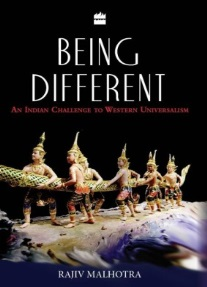 BEING
DIFFERENT
AN INDIAN CHALLENGE TO WESTERN UNIVERSALISM
RAJIV MALHOTRA